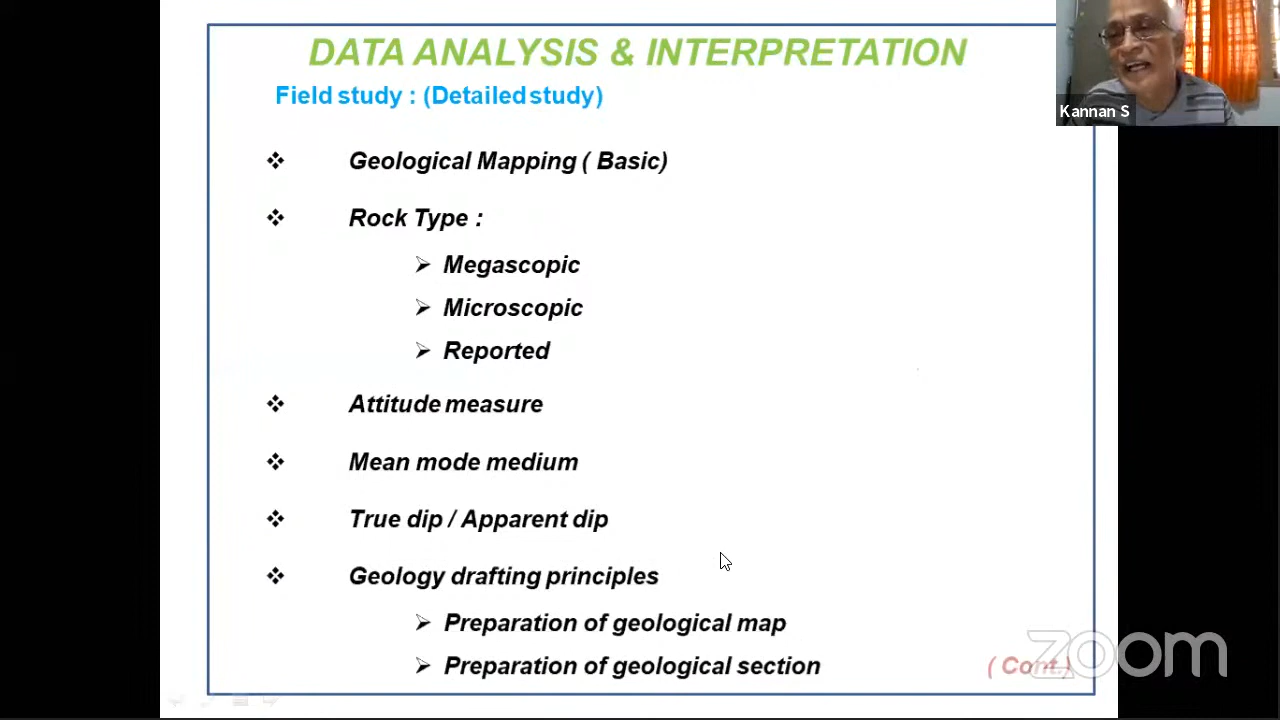 DATA ANALYSIS & INTERPRETATION
Field study : (Detailed study)
Kannan S
❖ Geological Mapping ( Basic)
❖ Rock Type :
➢ Megascopic
➢ Microscopic
➢ Reported
❖ Attitude measure
❖ Mean mode medium
❖ True dip / Apparent dip
❖ Geology drafting principles
➢ Preparation of geological map
➢ Preparation of geological section
( Cont.)
zoom